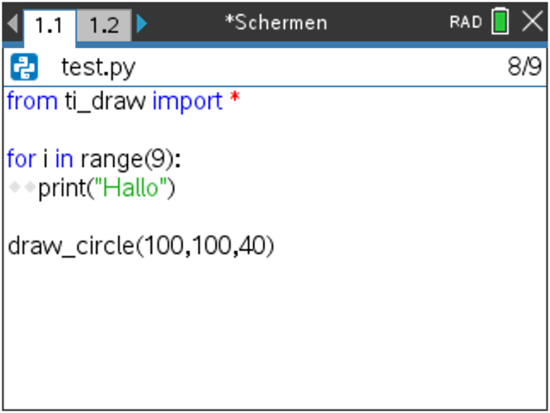 1.1 1.2 *Schermen RAD
test.py 8/9
from ti_draw import *
for i in range(9):
print("Hallo")
draw_circle(100,100,40)